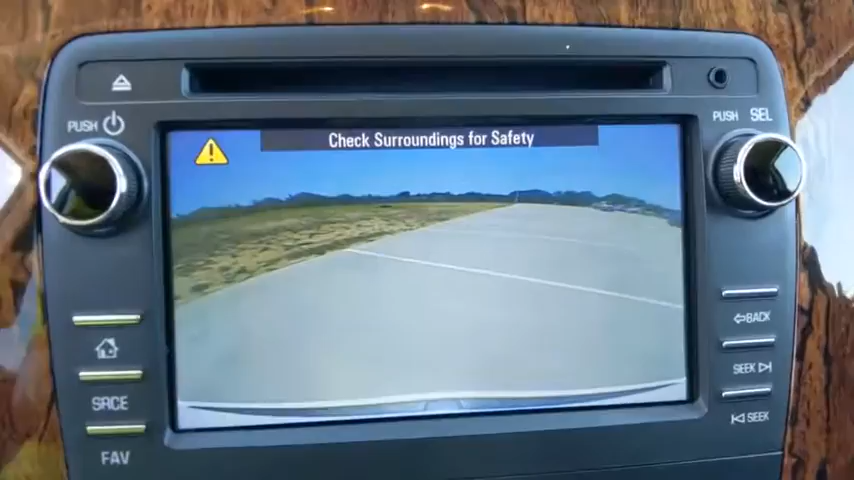 PUSH
PUSH SEL
Check Surroundings for Safety
BACK
SEEK
SRCE
SEEK
FAV